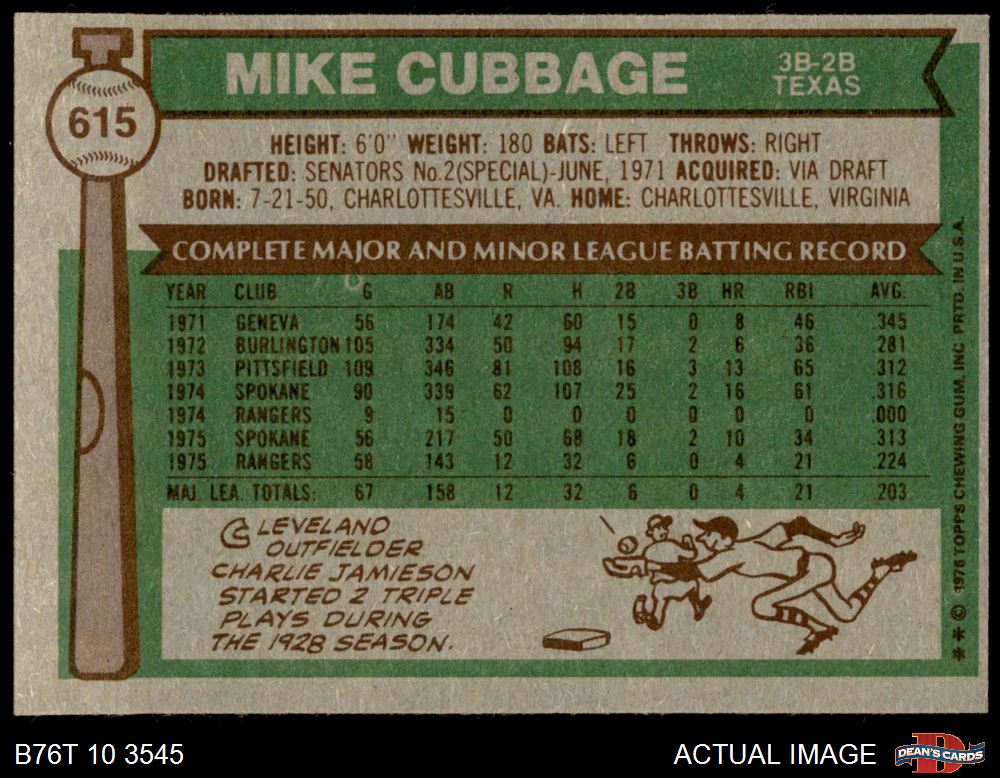 615
MIKE CUBBAGE
3B-2B
TEXAS
HEIGHT: 6'0" WEIGHT: 180 BATS: LEFT THROWS: RIGHT
DRAFTED: SENATORS No.2(SPECIAL)-JUNE, 1971 ACQUIRED: VIA DRAFT
BORN: 7-21-50, CHARLOTTESVILLE, VA. HOME: CHARLOTTESVILLE, VIRGINIA
COMPLETE MAJOR AND MINOR LEAGUE BATTING RECORD
YEAR CLUB G AB R H 2B 3B HR RBI AVG.
1971 GENEVA 56 174 42 60 15 0 8 46 .345
1972 BURLINGTON 105 334 50 94 17 2 6 36 .281
1973 PITTSFIELD 109 346 81 108 16 3 13 65 .312
1974 SPOKANE 90 339 62 107 25 2 16 61 .316
1974 RANGERS 9 15 0 0 0 0 0 0 .000
1975 SPOKANE 56 217 50 68 18 2 10 34 .313
1975 RANGERS 58 143 12 32 6 0 4 21 .224
MAJ. LEA. TOTALS: 67 158 12 32 6 0 4 21 .203
CLEVELAND
OUTFIELDER
CHARLIE JAMIESON
STARTED 2 TRIPLE
PLAYS DURING
THE 1928 SEASON.
* * © 1976 TOPPS CHEWING GUM, INC PRTD. IN U.S.A.
B76T 10 3545
ACTUAL IMAGE
D
DEAN'S CARDS